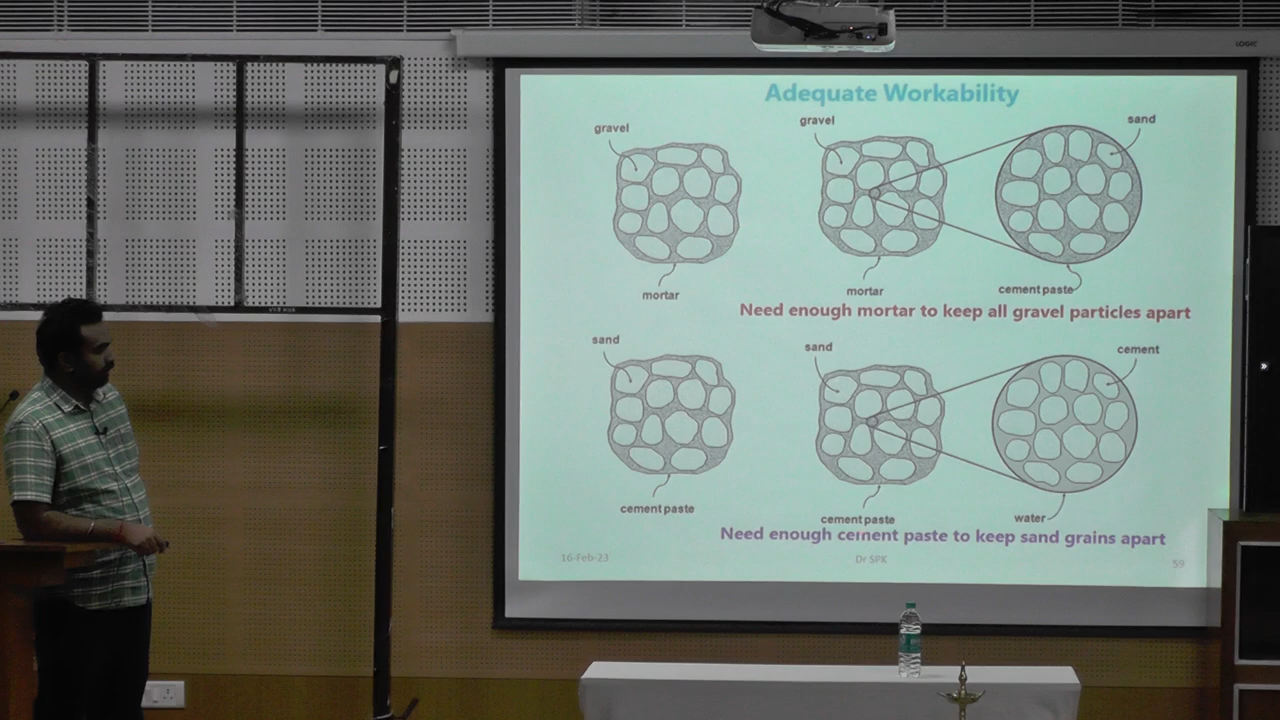 LOGIC
Adequate Workability
gravel
gravel
sand
mortar
mortar
cement paste
Need enough mortar to keep all gravel particles apart
sand
sand
cement
cement paste
cement paste
water
Need enough cement paste to keep sand grains apart
16-Feb-23
Dr SPK
59